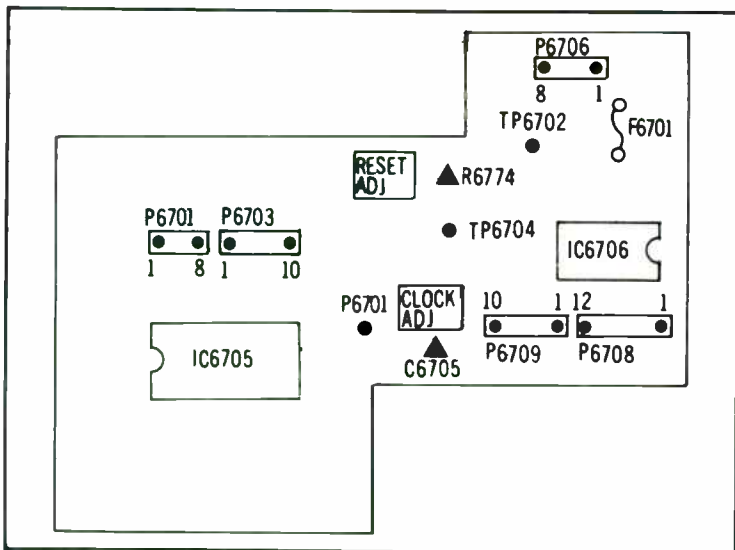 P6706
8 1
TP6702
F6701
RESET
ADJ
R6774
P6701 P6703
1 8 1 10
TP6704
IC6706
P6701
CLOCK
ADJ
10 1 12 1
IC6705
C6705
P6709
P6708